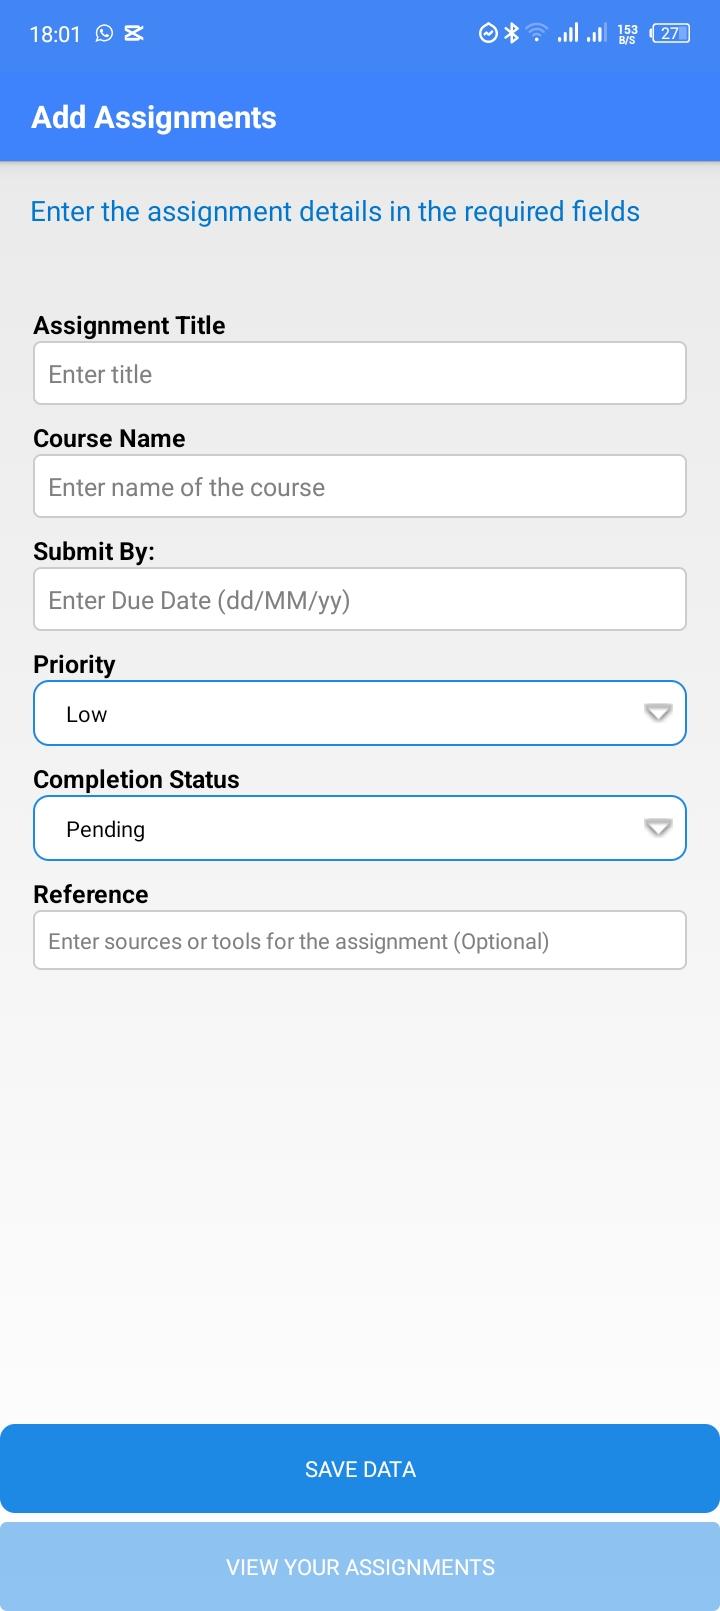 18:01 153 B/S 27
Add Assignments
Enter the assignment details in the required fields
Assignment Title
Enter title
Course Name
Enter name of the course
Submit By:
Enter Due Date (dd/MM/yy)
Priority
Low
Completion Status
Pending
Reference
Enter sources or tools for the assignment (Optional)
SAVE DATA
VIEW YOUR ASSIGNMENTS